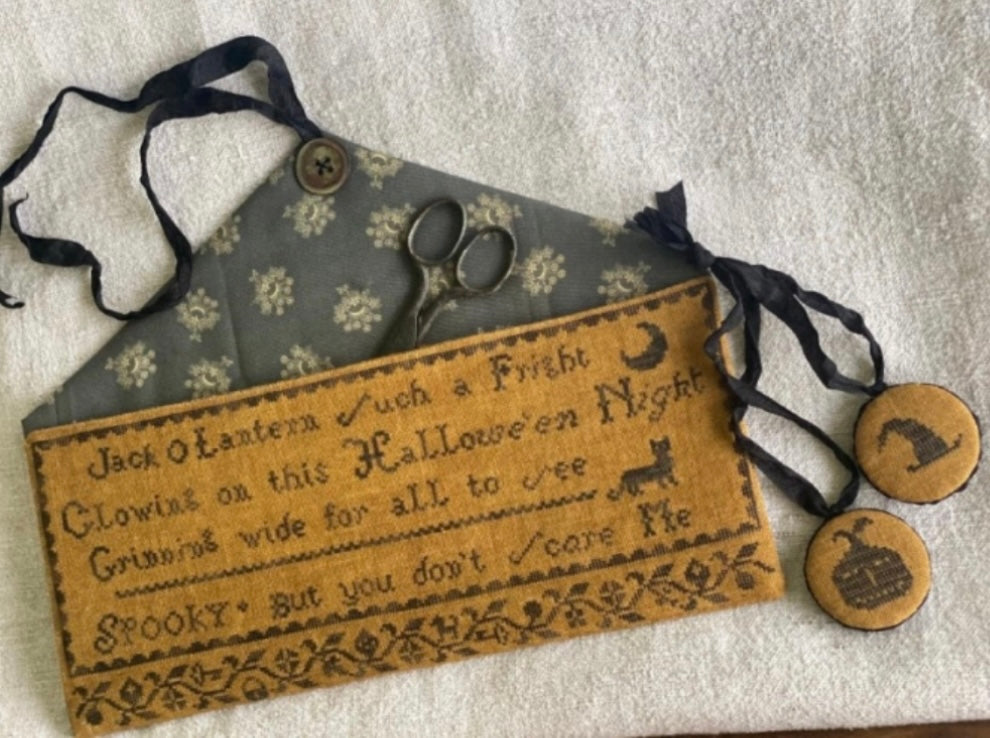 Jack O Lantern such a Fright
Glowing on this Hallowe'en Night
Grinning wide for all to see
SPOOKY. But you don't scare Me